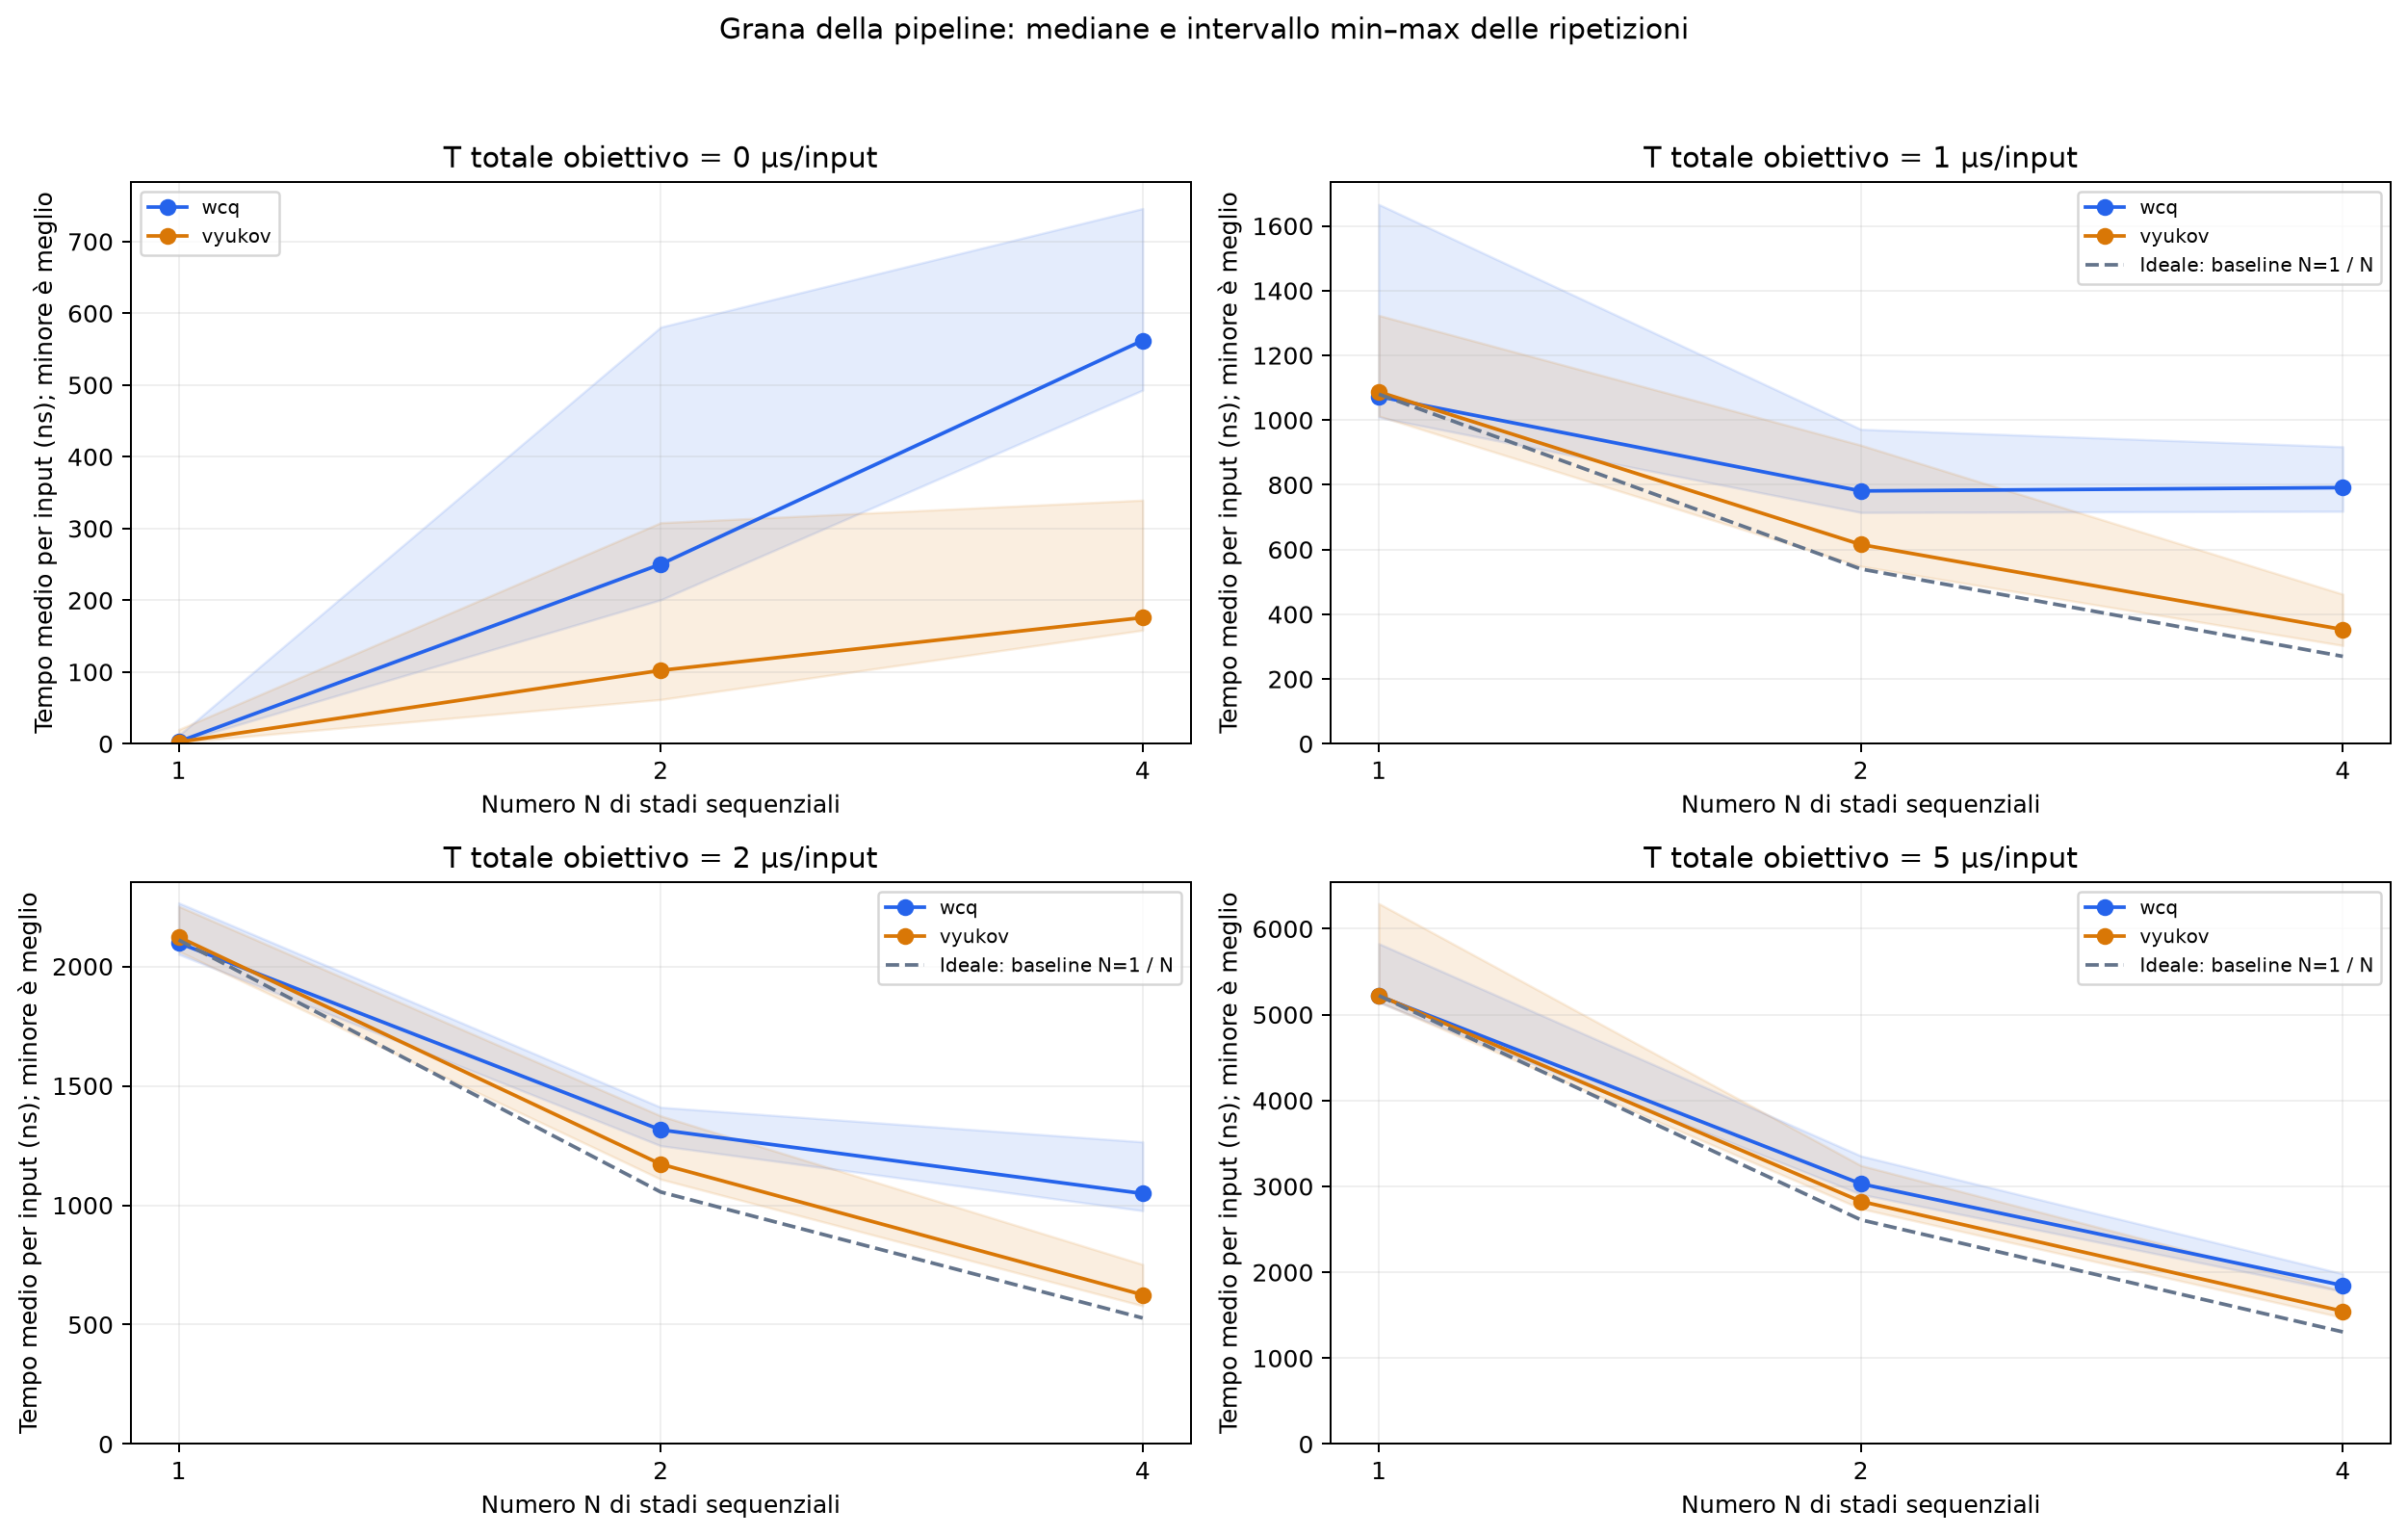 Grana della pipeline: mediane e intervallo min–max delle ripetizioni
T totale obiettivo = 0 µs/input
Tempo medio per input (ns); minore è meglio
700
600
500
400
300
200
100
0
wcq
vyukov
1
2
4
Numero N di stadi sequenziali
T totale obiettivo = 1 µs/input
Tempo medio per input (ns); minore è meglio
1600
1400
1200
1000
800
600
400
200
0
wcq
vyukov
Ideale: baseline N=1 / N
1
2
4
Numero N di stadi sequenziali
T totale obiettivo = 2 µs/input
Tempo medio per input (ns); minore è meglio
2000
1500
1000
500
0
wcq
vyukov
Ideale: baseline N=1 / N
1
2
4
Numero N di stadi sequenziali
T totale obiettivo = 5 µs/input
Tempo medio per input (ns); minore è meglio
6000
5000
4000
3000
2000
1000
0
wcq
vyukov
Ideale: baseline N=1 / N
1
2
4
Numero N di stadi sequenziali